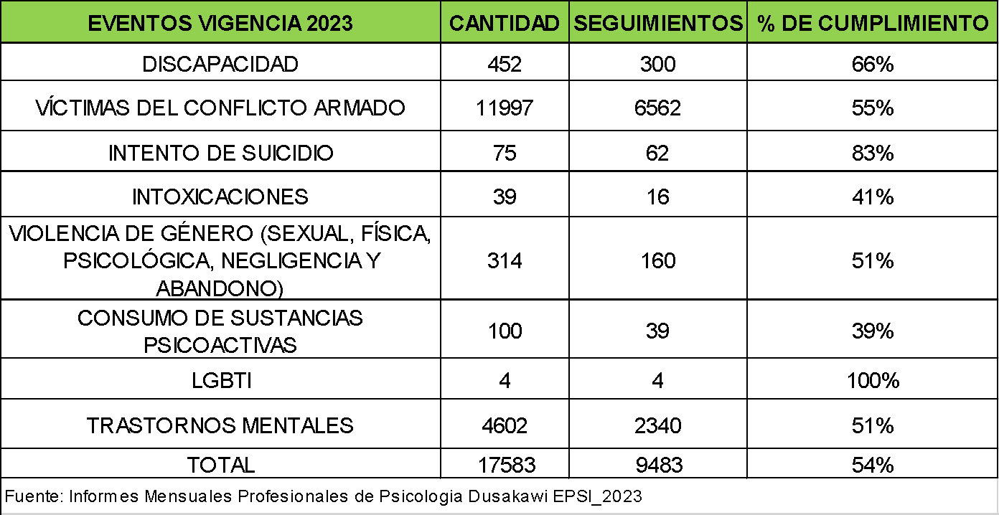 EVENTOS VIGENCIA 2023 CANTIDAD SEGUIMIENTOS % DE CUMPLIMIENTO
DISCAPACIDAD 452 300 66%
VÍCTIMAS DEL CONFLICTO ARMADO 11997 6562 55%
INTENTO DE SUICIDIO 75 62 83%
INTOXICACIONES 39 16 41%
VIOLENCIA DE GÉNERO (SEXUAL, FÍSICA,
PSICOLÓGICA, NEGLIGENCIA Y 314 160 51%
ABANDONO)
CONSUMO DE SUSTANCIAS
PSICOACTIVAS 100 39 39%
LGBTI 4 4 100%
TRASTORNOS MENTALES 4602 2340 51%
TOTAL 17583 9483 54%
Fuente: Informes Mensuales Profesionales de Psicologia Dusakawi EPSI_2023